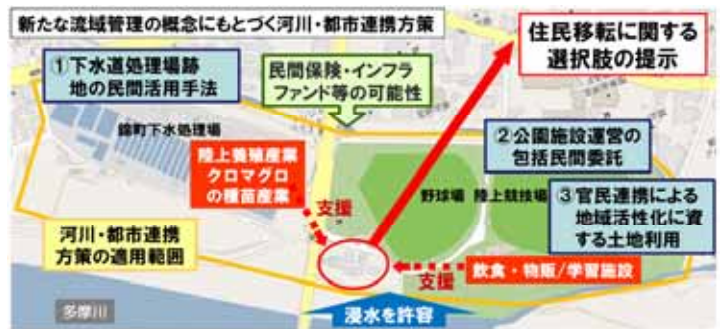 新たな流域管理の概念にもとづく河川・都市連携方策
住民移転に関する
選択肢の提示
①下水道処理場跡
地の民間活用手法
民間保険・インフラ
ファンド等の可能性
錦町下水処理場
②公園施設運営の
包括民間委託
陸上養殖産業
クロマグロ
の種苗産業
野球場
陸上競技場
③官民連携による
地域活性化に資
する土地利用
支援
河川・都市連携
方策の適用範囲
支援
飲食・物販/学習施設
多摩川
浸水を許容